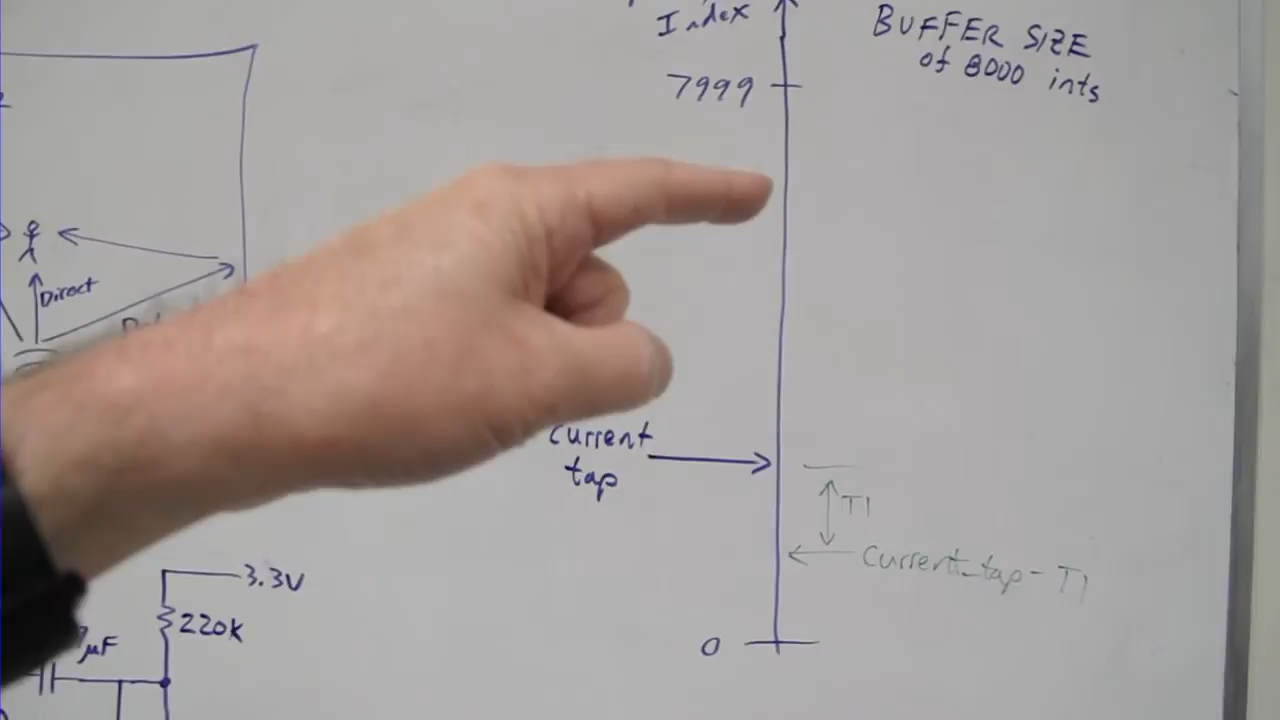 Index
BUFFER SIZE
of 8000 ints
7999
Direct
current
tap
T1
Current_tap - T1
3.3V
220K
μF
0